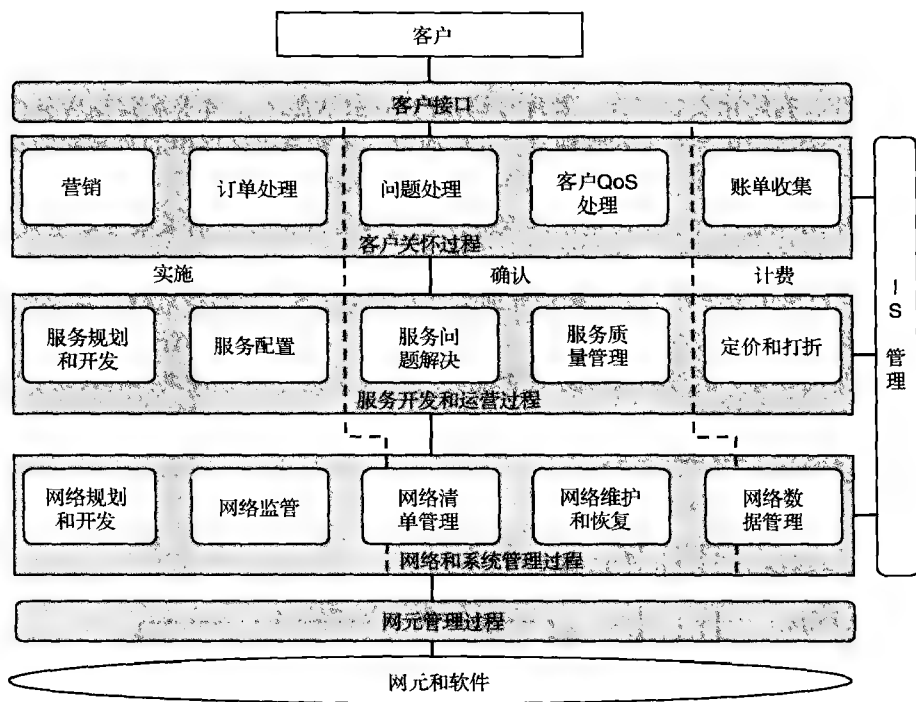 客户
客户接口
营销
订单处理
问题处理
客户QoS
处理
账单收集
客户关怀过程
实施
确认
计费
服务规划
和开发
服务配置
服务问
题解决
服务质
量管理
定价和打折
服务开发和运营过程
网络规划
和开发
网络监管
网络清
单管理
网络维护
和恢复
网络数
据管理
网络和系统管理过程
I
S
管
理
网元管理过程
网元和软件